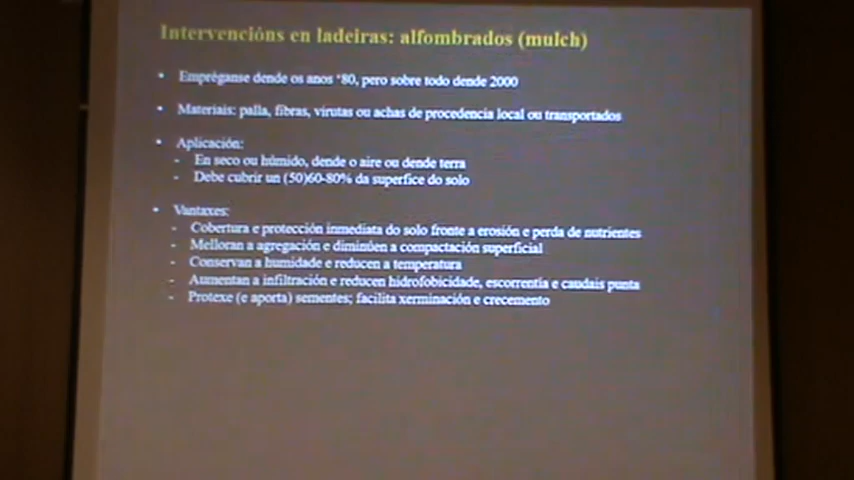 Intervencións en ladeiras: alfombrados (mulch)
• Empréganse dende os anos '80, pero sobre todo dende 2000
• Materiais: palla, fibras, virutas ou achas de procedencia local ou transportados
• Aplicación:
- En seco ou húmido, dende o aire ou dende terra
- Debe cubrir un (50)60-80% da superfice do solo
• Vantaxes:
- Cobertura e protección inmediata do solo fronte a erosión e perda de nutrientes
- Melloran a agregación e diminúen a compactación superficial
- Conservan a humidade e reducen a temperatura
- Aumentan a infiltración e reducen hidrofobicidade, escorrentía e caudais punta
- Protexe (e aporta) sementes; facilita xerminación e crecemento